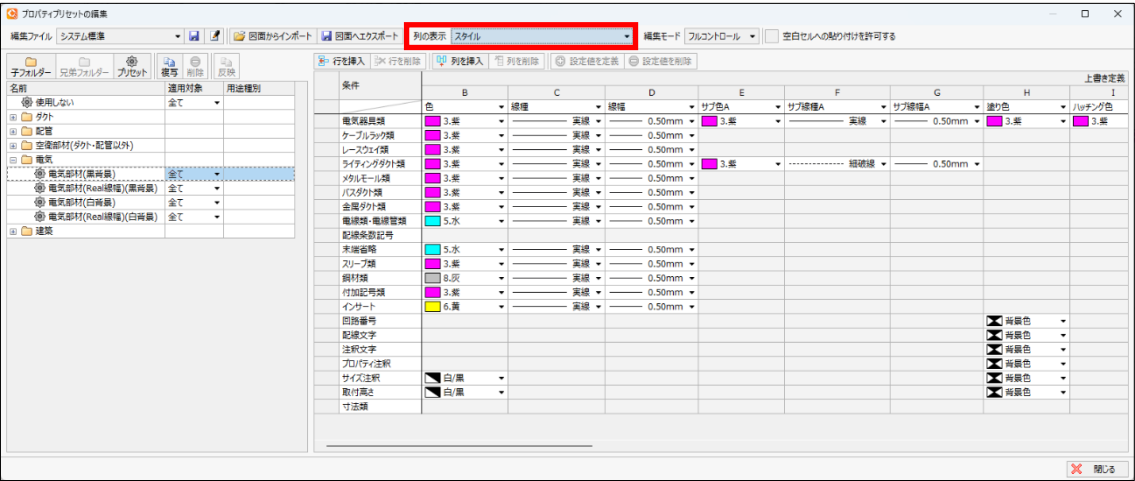 プロパティプリセットの編集
編集ファイル システム標準 図面からインポート 図面へエクスポート 列の表示 スタイル 編集モード フルコントロール 空白セルへの貼り付けを許可する
子フォルダー 兄弟フォルダー プリセット 複写 削除 反映
行を挿入 行を削除 列を挿入 列を削除 設定値を定義 設定値を削除
名前 適用対象 用途種別
使用しない 全て
ダクト
配管
空衛部材(ダクト・配管以外)
電気
電気部材(黒背景) 全て
電気部材(Real線幅)(黒背景) 全て
電気部材(白背景) 全て
電気部材(Real線幅)(白背景) 全て
建築
条件 上書き定義
B C D E F G H I
色 線種 線幅 サブ色A サブ線種A サブ線幅A 塗り色 ハッチング色
電気器具類 3.紫 実線 0.50mm 3.紫 実線 0.50mm 3.紫 3.紫
ケーブルラック類 3.紫 実線 0.50mm
レースウェイ類 3.紫 実線 0.50mm
ライティングダクト類 3.紫 実線 0.50mm 3.紫 細破線 0.50mm
メタルモール類 3.紫 実線 0.50mm
バスダクト類 3.紫 実線 0.50mm
金属ダクト類 3.紫 実線 0.50mm
電線類・電線管類 5.水 実線 0.50mm
配線条数記号
末端省略 5.水 実線 0.50mm
スリーブ類 3.紫 実線 0.50mm
鋼材類 8.灰 実線 0.50mm
付加記号類 3.紫 実線 0.50mm
インサート 6.黄 実線 0.50mm
回路番号 背景色
配線文字 背景色
注釈文字 背景色
プロパティ注釈 背景色
サイズ注釈 白/黒 背景色
取付高さ 白/黒 背景色
寸法類
閉じる